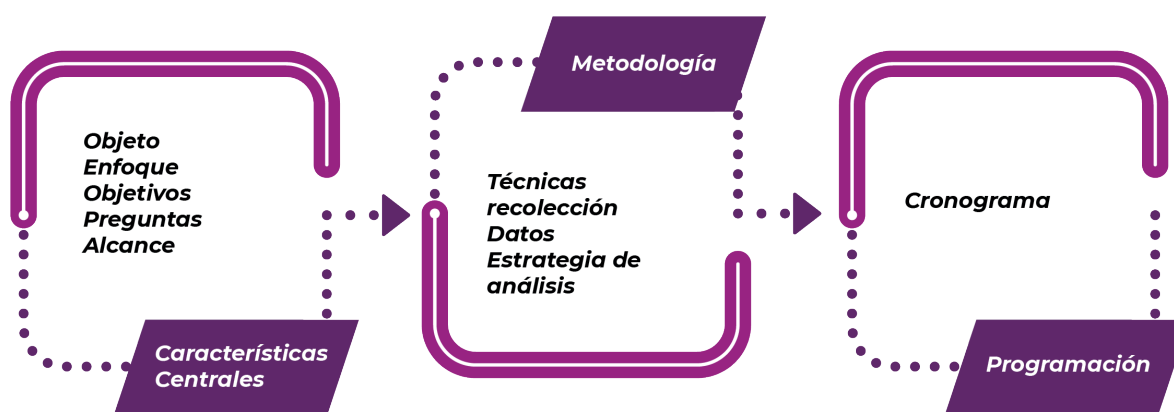 Objeto
Enfoque
Objetivos
Preguntas
Alcance
Características
Centrales
Metodología
Técnicas
recolección
Datos
Estrategia de
análisis
Cronograma
Programación